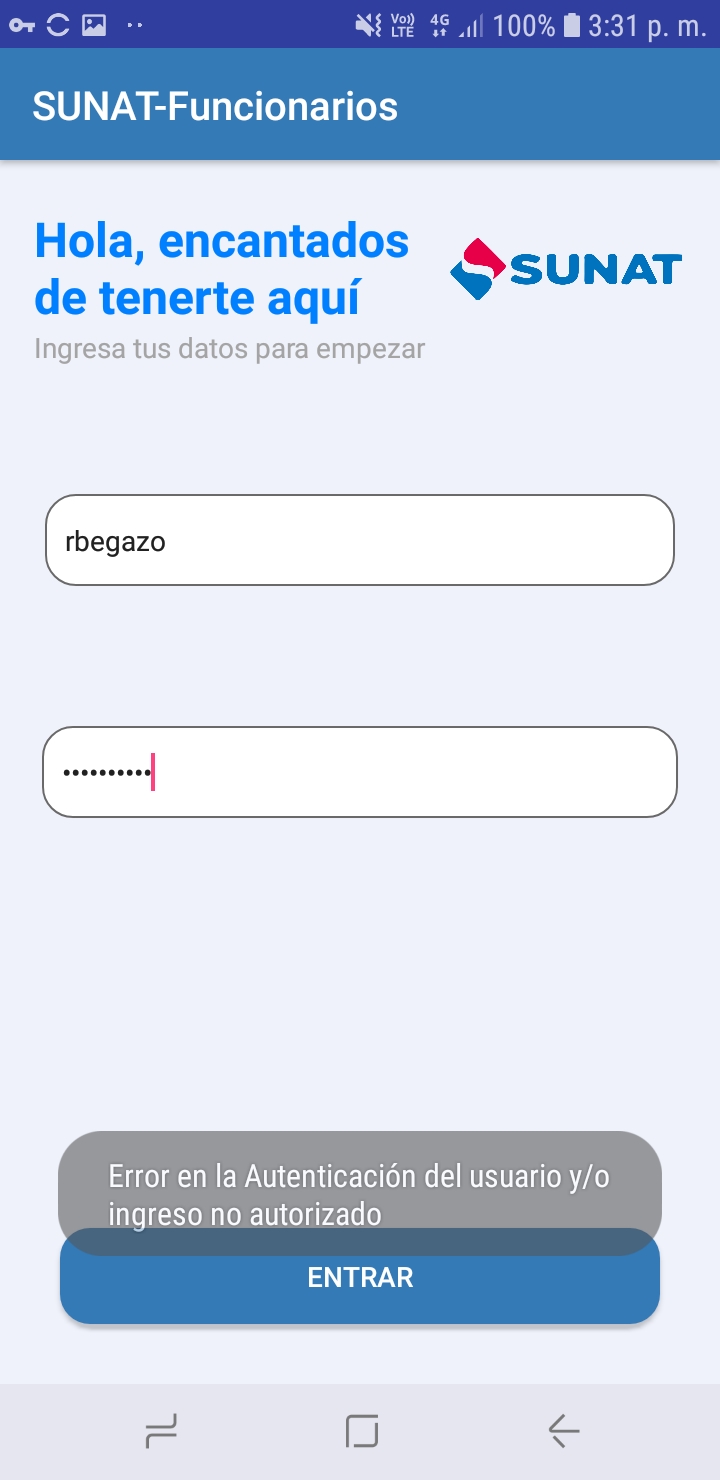 Vo)) LTE 4G 100% 3:31 p. m.
SUNAT-Funcionarios
Hola, encantados
de tenerte aquí
SUNAT
Ingresa tus datos para empezar
rbegazo
••••••••••
Error en la Autenticación del usuario y/o
ingreso no autorizado
ENTRAR